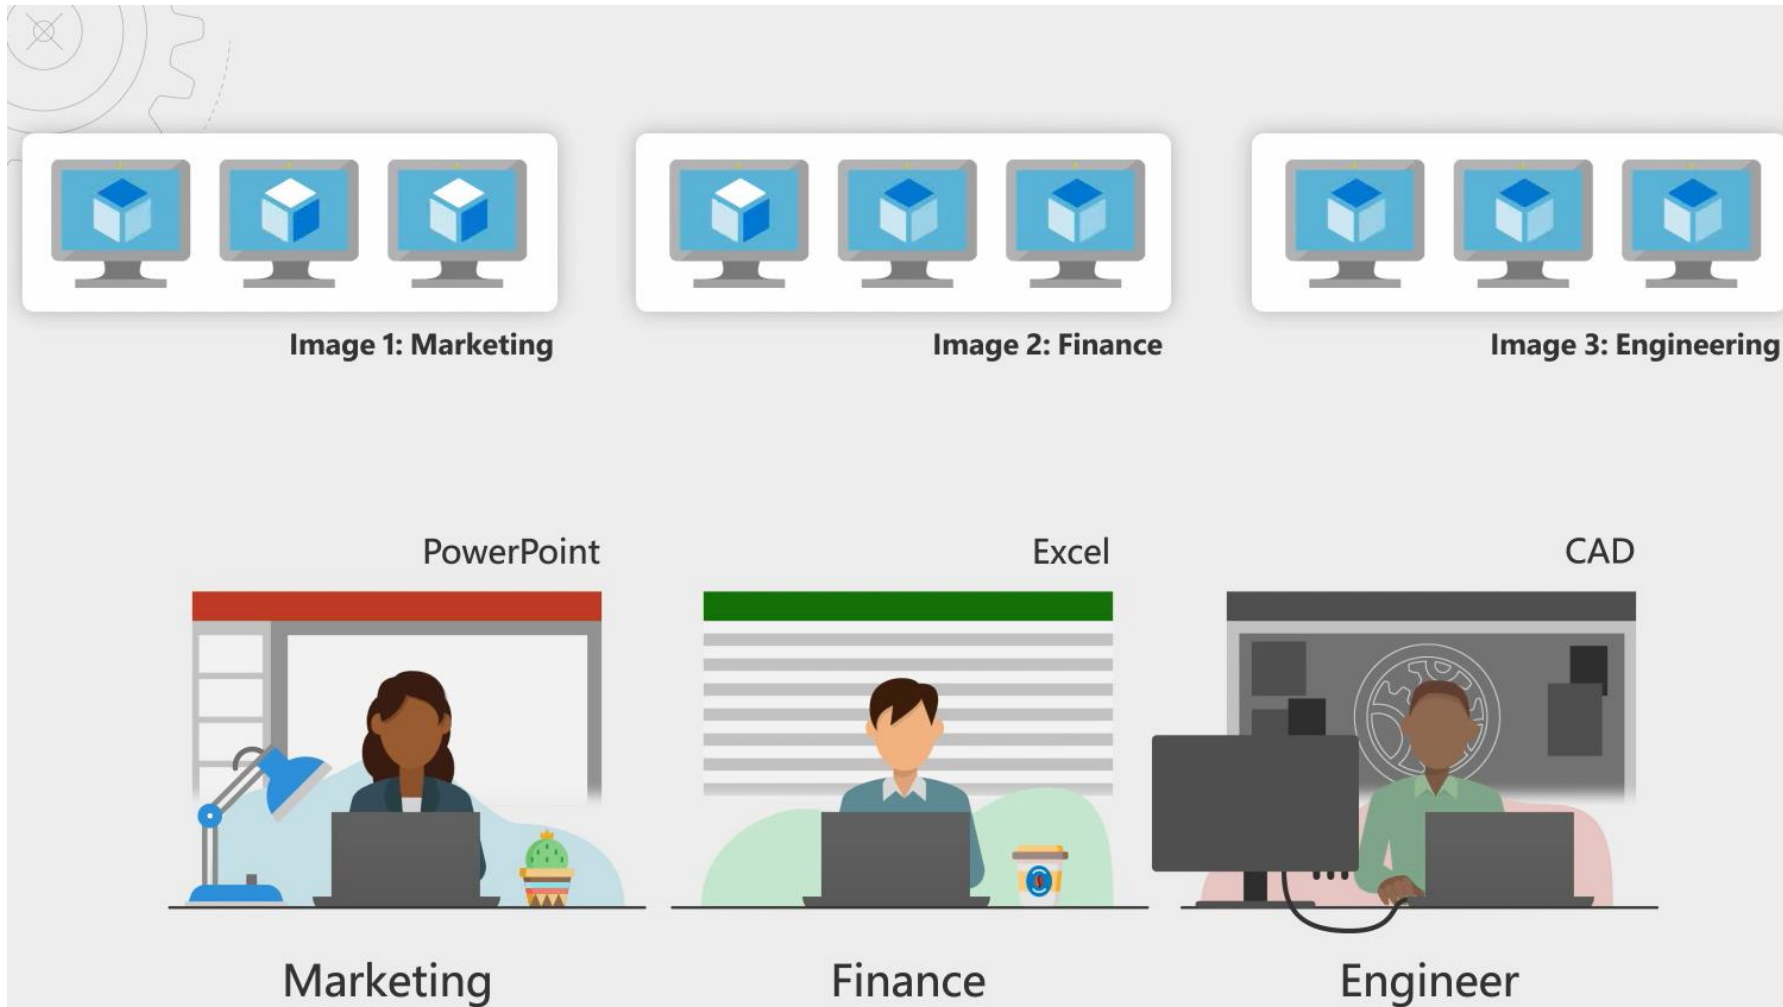 Image 1: Marketing
Image 2: Finance
Image 3: Engineering
PowerPoint
Excel
CAD
Marketing
Finance
Engineer